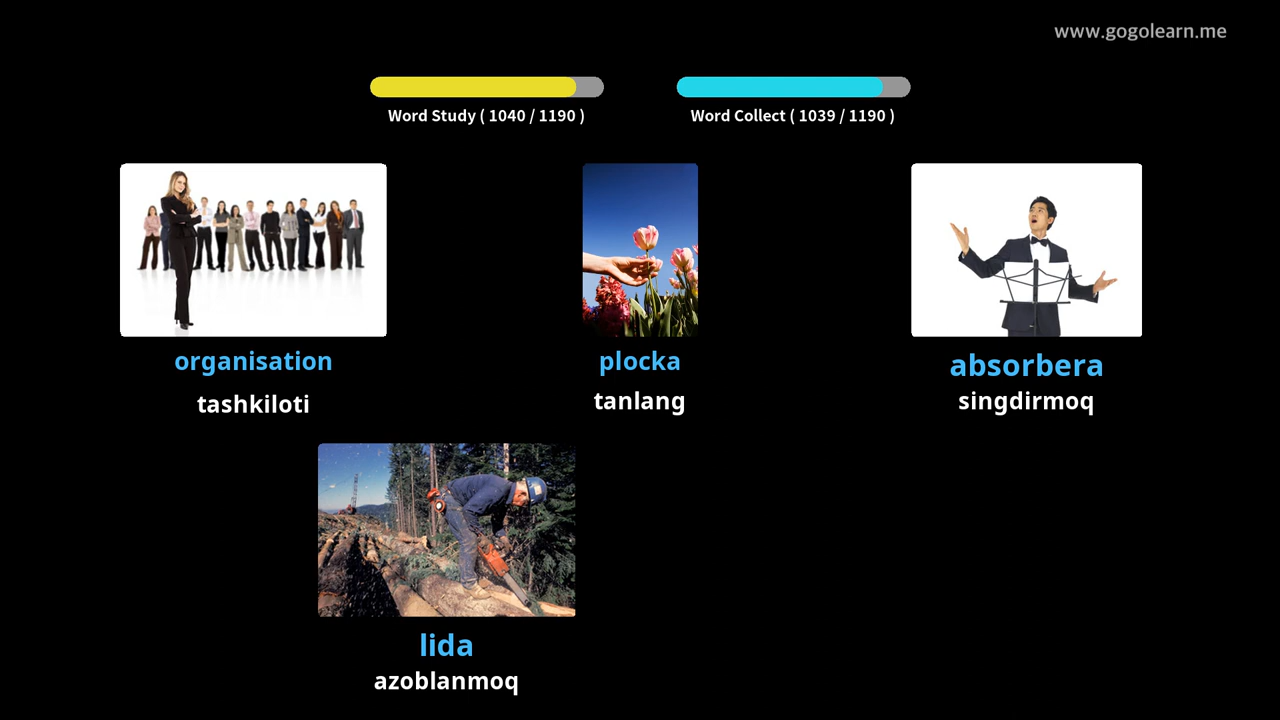 www.gogolearn.me
Word Study ( 1040 / 1190 )
Word Collect ( 1039 / 1190 )
organisation
tashkiloti
plocka
tanlang
absorbera
singdirmoq
lida
azoblanmoq